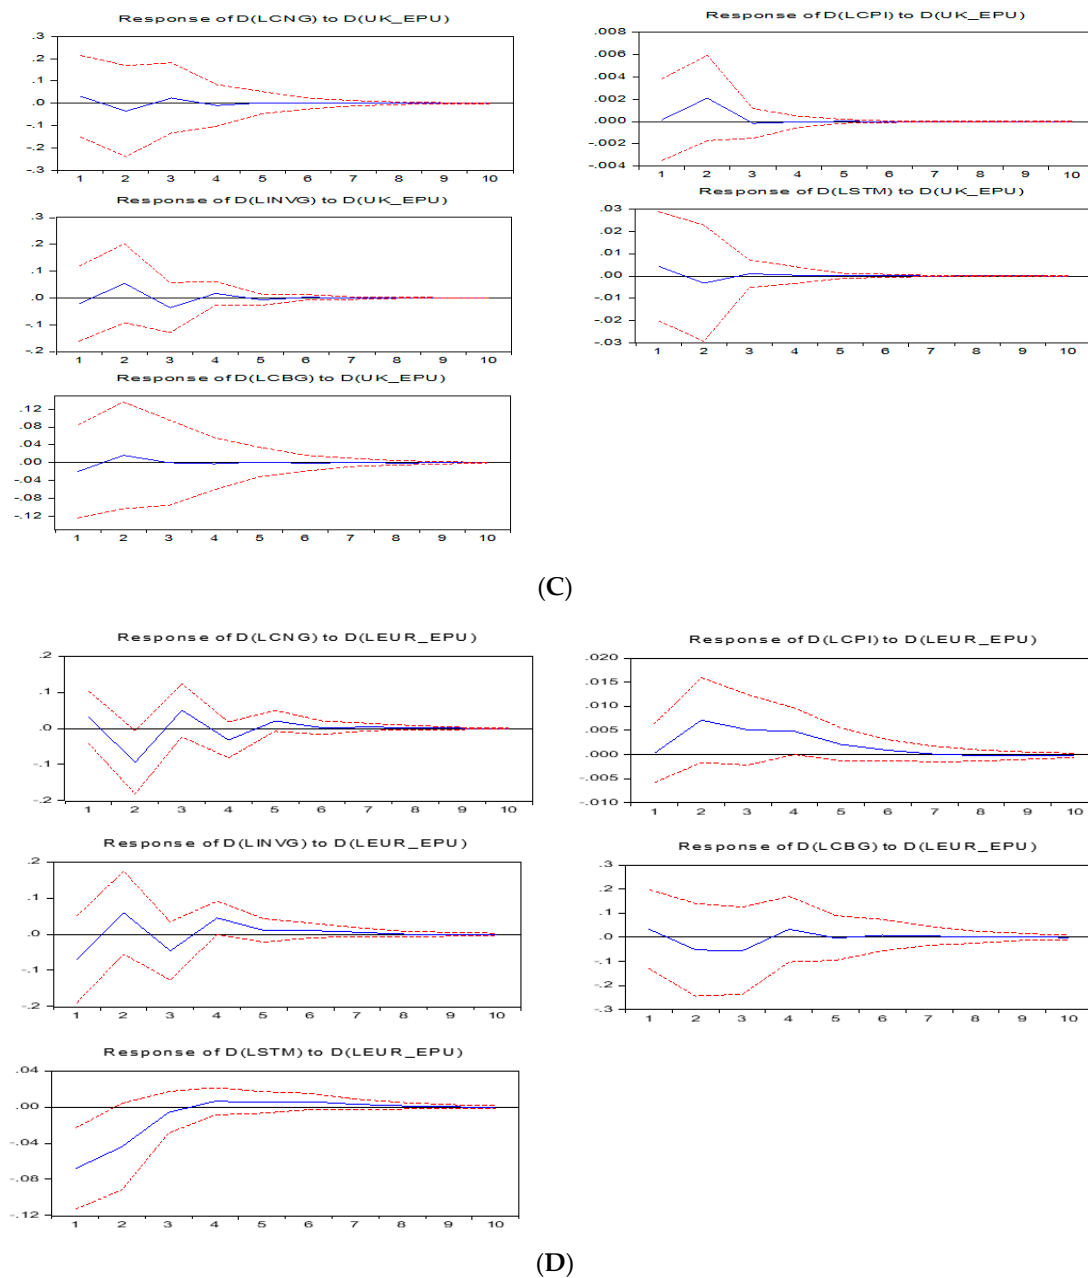 Response of D(LCNG) to D(UK_EPU)
.3
.2
.1
.0
-.1
-.2
-.3
1 2 3 4 5 6 7 8 9 10
Response of D(LCPI) to D(UK_EPU)
.008
.006
.004
.002
.000
-.002
-.004
1 2 3 4 5 6 7 8 9 10
Response of D(LINVG) to D(UK_EPU)
.3
.2
.1
.0
-.1
-.2
1 2 3 4 5 6 7 8 9 10
Response of D(LSTM) to D(UK_EPU)
.03
.02
.01
.00
-.01
-.02
-.03
1 2 3 4 5 6 7 8 9 10
Response of D(LCBG) to D(UK_EPU)
.12
.08
.04
.00
-.04
-.08
-.12
1 2 3 4 5 6 7 8 9 10
(C)
Response of D(LCNG) to D(LEUR_EPU)
.2
.1
.0
-.1
-.2
1 2 3 4 5 6 7 8 9 10
Response of D(LCPI) to D(LEUR_EPU)
.020
.015
.010
.005
.000
-.005
-.010
1 2 3 4 5 6 7 8 9 10
Response of D(LINVG) to D(LEUR_EPU)
.2
.1
.0
-.1
-.2
1 2 3 4 5 6 7 8 9 10
Response of D(LCBG) to D(LEUR_EPU)
.3
.2
.1
.0
-.1
-.2
-.3
1 2 3 4 5 6 7 8 9 10
Response of D(LSTM) to D(LEUR_EPU)
.04
.00
-.04
-.08
-.12
1 2 3 4 5 6 7 8 9 10
(D)